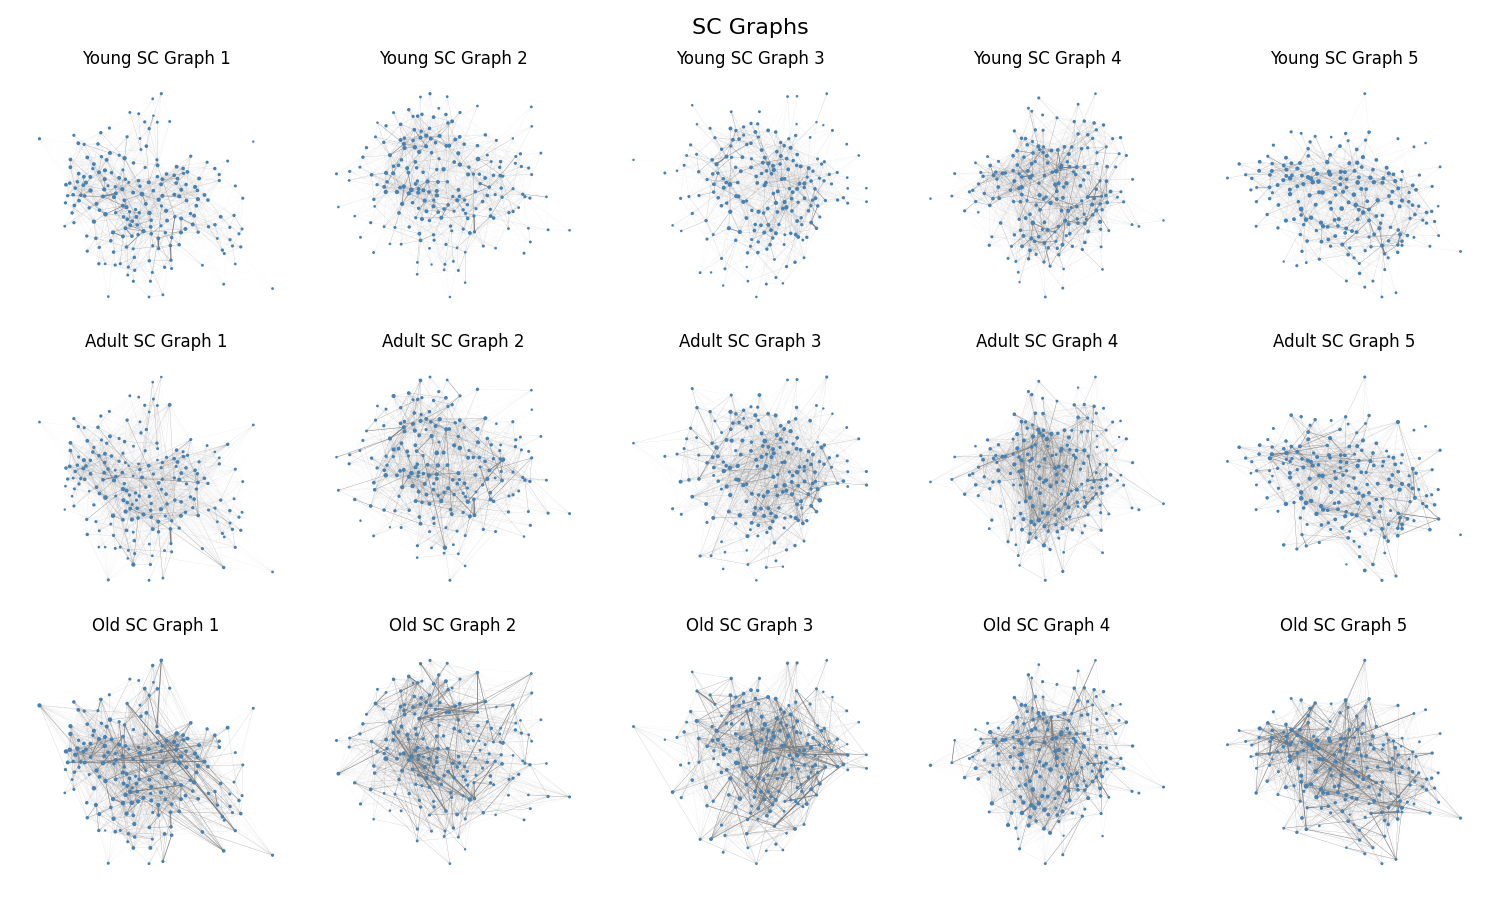 SC Graphs
Young SC Graph 1
Young SC Graph 2
Young SC Graph 3
Young SC Graph 4
Young SC Graph 5
Adult SC Graph 1
Adult SC Graph 2
Adult SC Graph 3
Adult SC Graph 4
Adult SC Graph 5
Old SC Graph 1
Old SC Graph 2
Old SC Graph 3
Old SC Graph 4
Old SC Graph 5